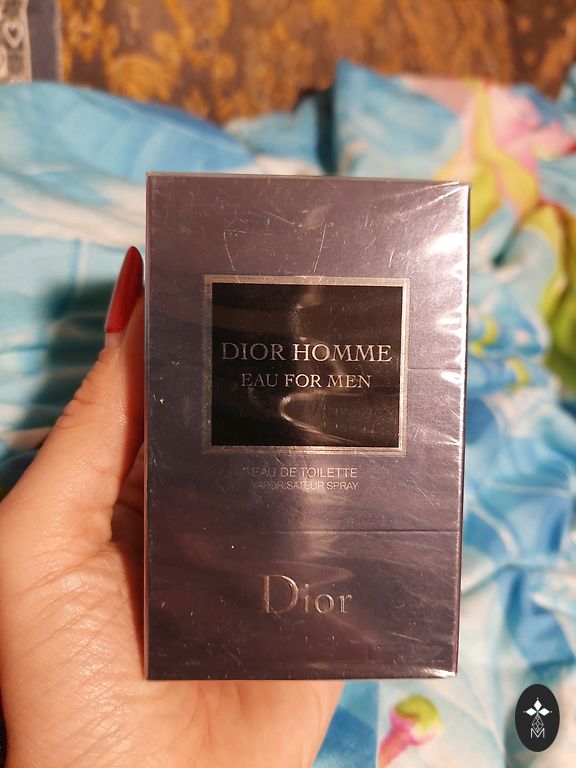 DIOR HOMME
EAU FOR MEN
EAU DE TOILETTE
VAPORISATEUR SPRAY
Dior
M